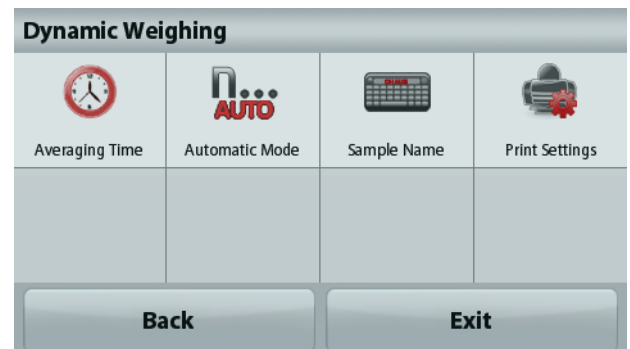 Dynamic Weighing
n...
AUTO
Averaging Time
Automatic Mode
Sample Name
Print Settings
Back
Exit